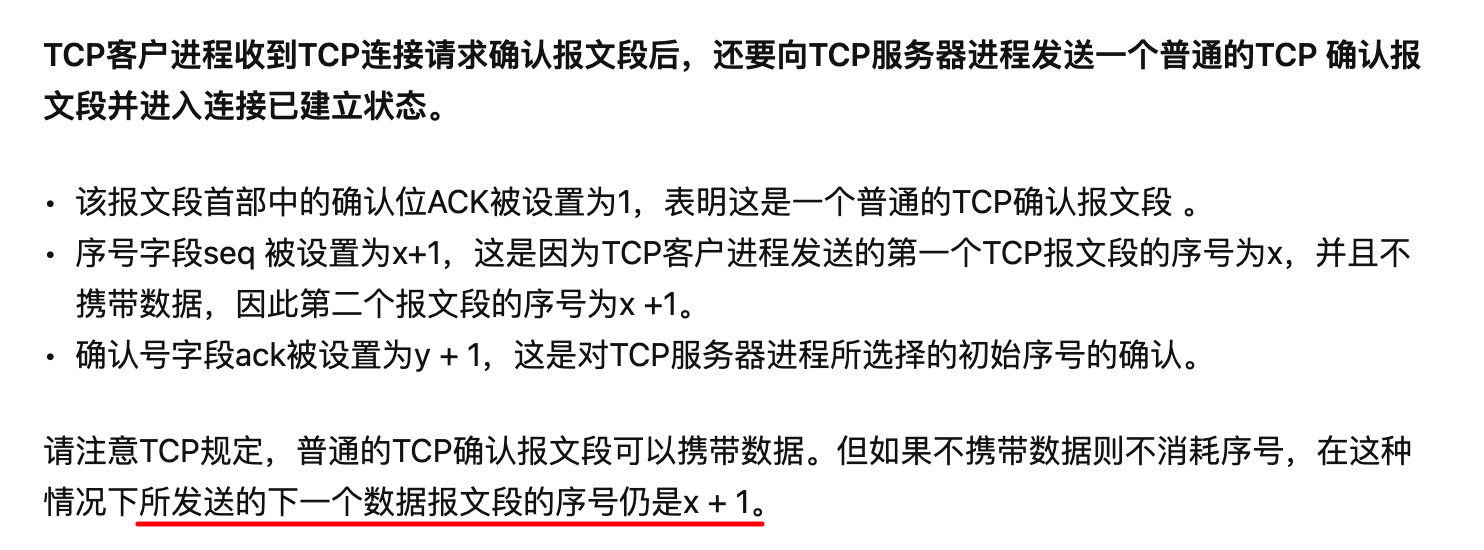 TCP客户进程收到TCP连接请求确认报文段后，还要向TCP服务器进程发送一个普通的TCP 确认报
文段并进入连接已建立状态。
• 该报文段首部中的确认位ACK被设置为1，表明这是一个普通的TCP确认报文段 。
• 序号字段seq 被设置为x+1，这是因为TCP客户进程发送的第一个TCP报文段的序号为x，并且不
携带数据，因此第二个报文段的序号为x +1。
• 确认号字段ack被设置为y + 1，这是对TCP服务器进程所选择的初始序号的确认。
请注意TCP规定，普通的TCP确认报文段可以携带数据。但如果不携带数据则不消耗序号，在这种
情况下所发送的下一个数据报文段的序号仍是x + 1。